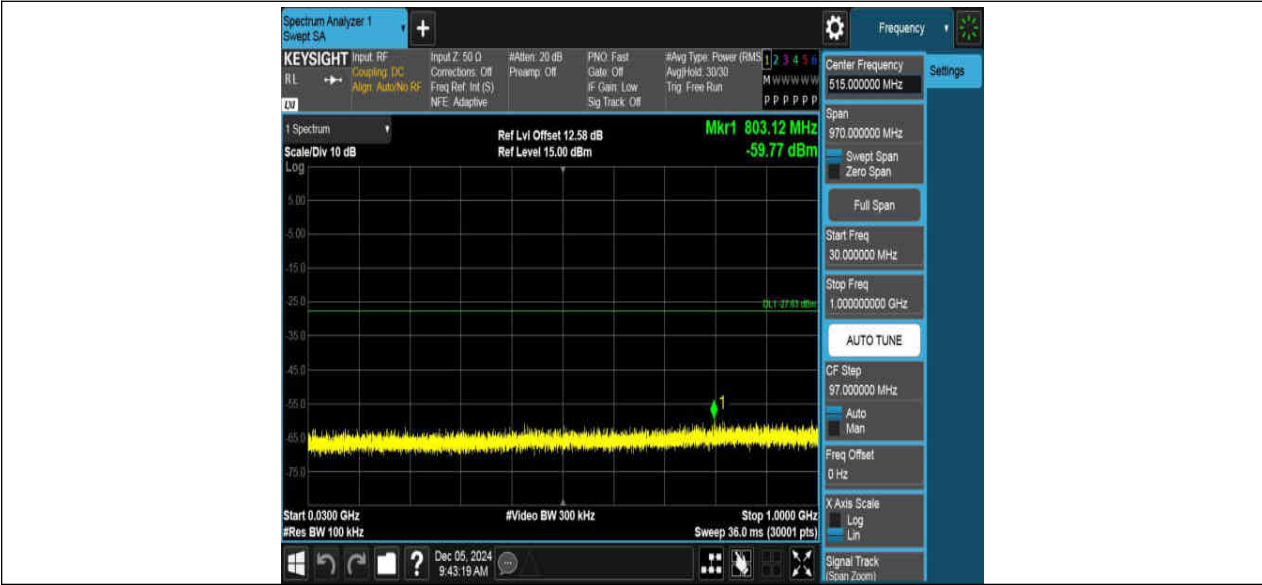 Spectrum Analyzer 1
Swept SA
+
Frequency
KEYSIGHT
RL
LXI
Input: RF
Coupling: DC
Align: Auto/No RF
Input Z: 50 Ω
Corrections: Off
Freq Ref: Int (S)
NFE: Adaptive
#Atten: 20 dB
Preamp: Off
PNO: Fast
Gate: Off
IF Gain: Low
Sig Track: Off
#Avg Type: Power (RMS
Avg|Hold: 30/30
Trig: Free Run
1 2 3 4 5 6
M W W W W W
P P P P P P
Center Frequency
515.000000 MHz
Settings
Span
970.000000 MHz
Swept Span
Zero Span
Full Span
Start Freq
30.000000 MHz
Stop Freq
1.000000000 GHz
AUTO TUNE
CF Step
97.000000 MHz
Auto
Man
Freq Offset
0 Hz
X Axis Scale
Log
Lin
Signal Track
(Span Zoom)
1 Spectrum
Scale/Div 10 dB
Log
Ref Lvl Offset 12.58 dB
Ref Level 15.00 dBm
Mkr1 803.12 MHz
-59.77 dBm
5.00
-5.00
-15.0
-25.0
DL1 -27.63 dBm
-35.0
-45.0
-55.0
1
-65.0
-75.0
Start 0.0300 GHz
#Res BW 100 kHz
#Video BW 300 kHz
Stop 1.0000 GHz
Sweep 36.0 ms (30001 pts)
?
Dec 05, 2024
9:43:19 AM